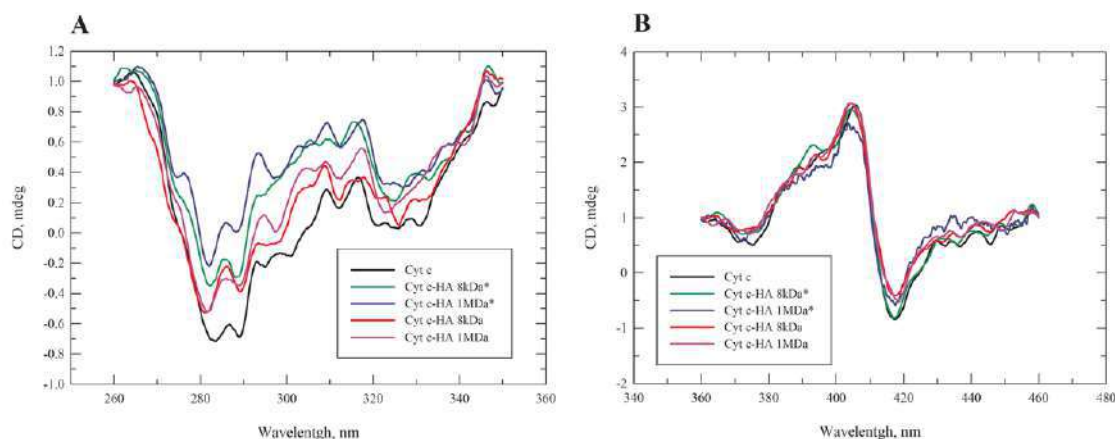 A
1.2
1.0
0.8
0.6
0.4
0.2
0.0
-0.2
-0.4
-0.6
-0.8
-1.0
CD, mdeg
Cyt c
Cyt c-HA 8kDa*
Cyt c-HA 1MDa*
Cyt c-HA 8kDa
Cyt c-HA 1MDa
260 280 300 320 340 360
Wavelentgh, nm
B
4
3
2
1
0
-1
-2
CD, mdeg
Cyt c
Cyt c-HA 8kDa*
Cyt c-HA 1MDa*
Cyt c-HA 8kDa
Cyt c-HA 1MDa
340 360 380 400 420 440 460 480
Wavelentgh, nm